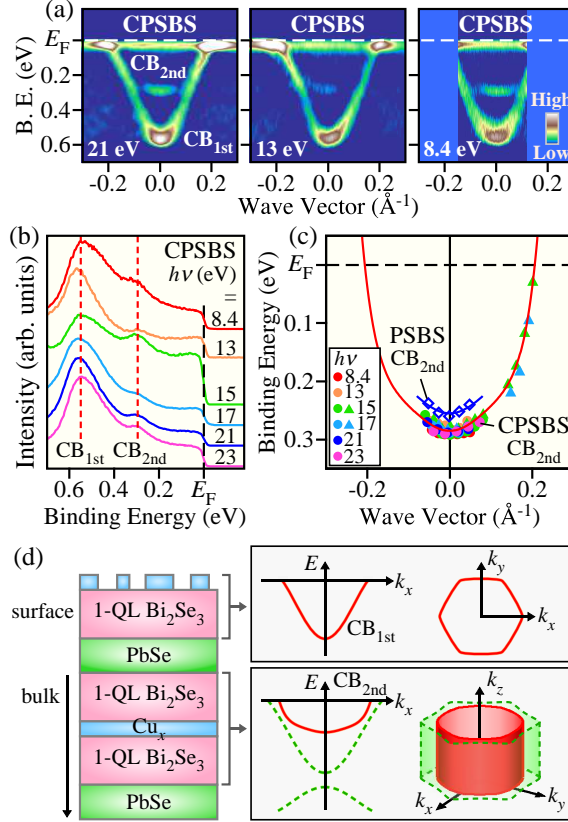 (a)
CPSBS CPSBS CPSBS
E_F
0.2
0.4
0.6
B. E. (eV)
CB_2nd
CB_1st
21 eV
13 eV
8.4 eV
High
Low
-0.2 0.0 0.2 -0.2 0.0 0.2 -0.2 0.0 0.2
Wave Vector (Å⁻¹)
(b)
CPSBS
hν (eV)
=
8.4
13
15
17
21
23
Intensity (arb. units)
CB_1st CB_2nd
0.6 0.4 0.2 E_F
Binding Energy (eV)
(c)
E_F
0.1
0.2
0.3
Binding Energy (eV)
PSBS
CB_2nd
hν
8.4
13
15
17
21
23
CPSBS
CB_2nd
-0.2 0.0 0.2
Wave Vector (Å⁻¹)
(d)
surface
1-QL Bi₂Se₃
PbSe
bulk
1-QL Bi₂Se₃
Cu_x
1-QL Bi₂Se₃
PbSe
E
k_x
CB_1st
k_y
k_x
E
CB_2nd
k_x
k_z
k_x
k_y